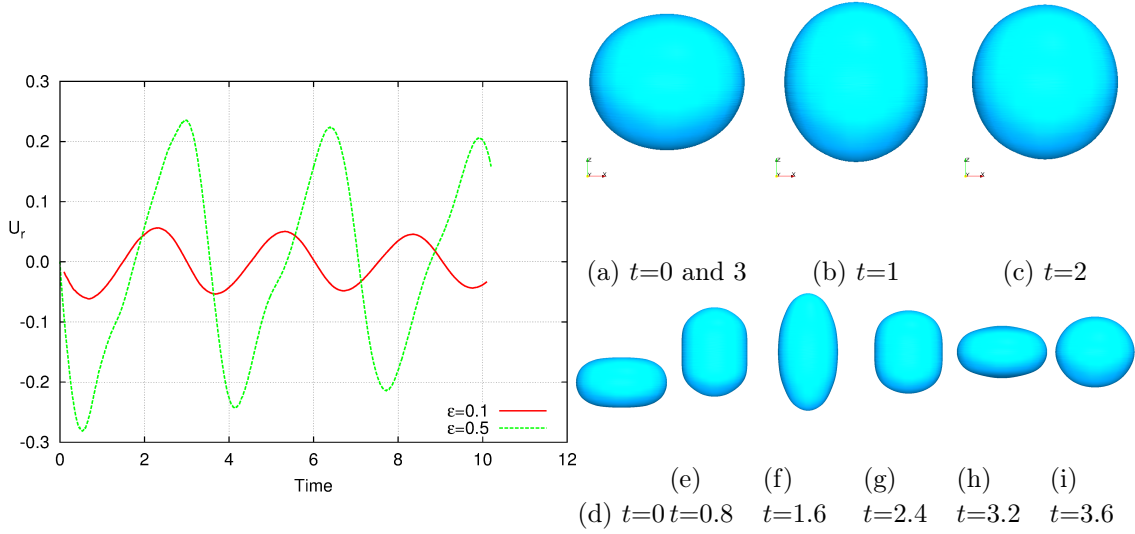 0.3
0.2
0.1
0.0
-0.1
-0.2
-0.3
U_r
0 2 4 6 8 10 12
Time
ε=0.1
ε=0.5
(a) t=0 and 3
(b) t=1
(c) t=2
(d) t=0
(e)
t=0.8
(f)
t=1.6
(g)
t=2.4
(h)
t=3.2
(i)
t=3.6